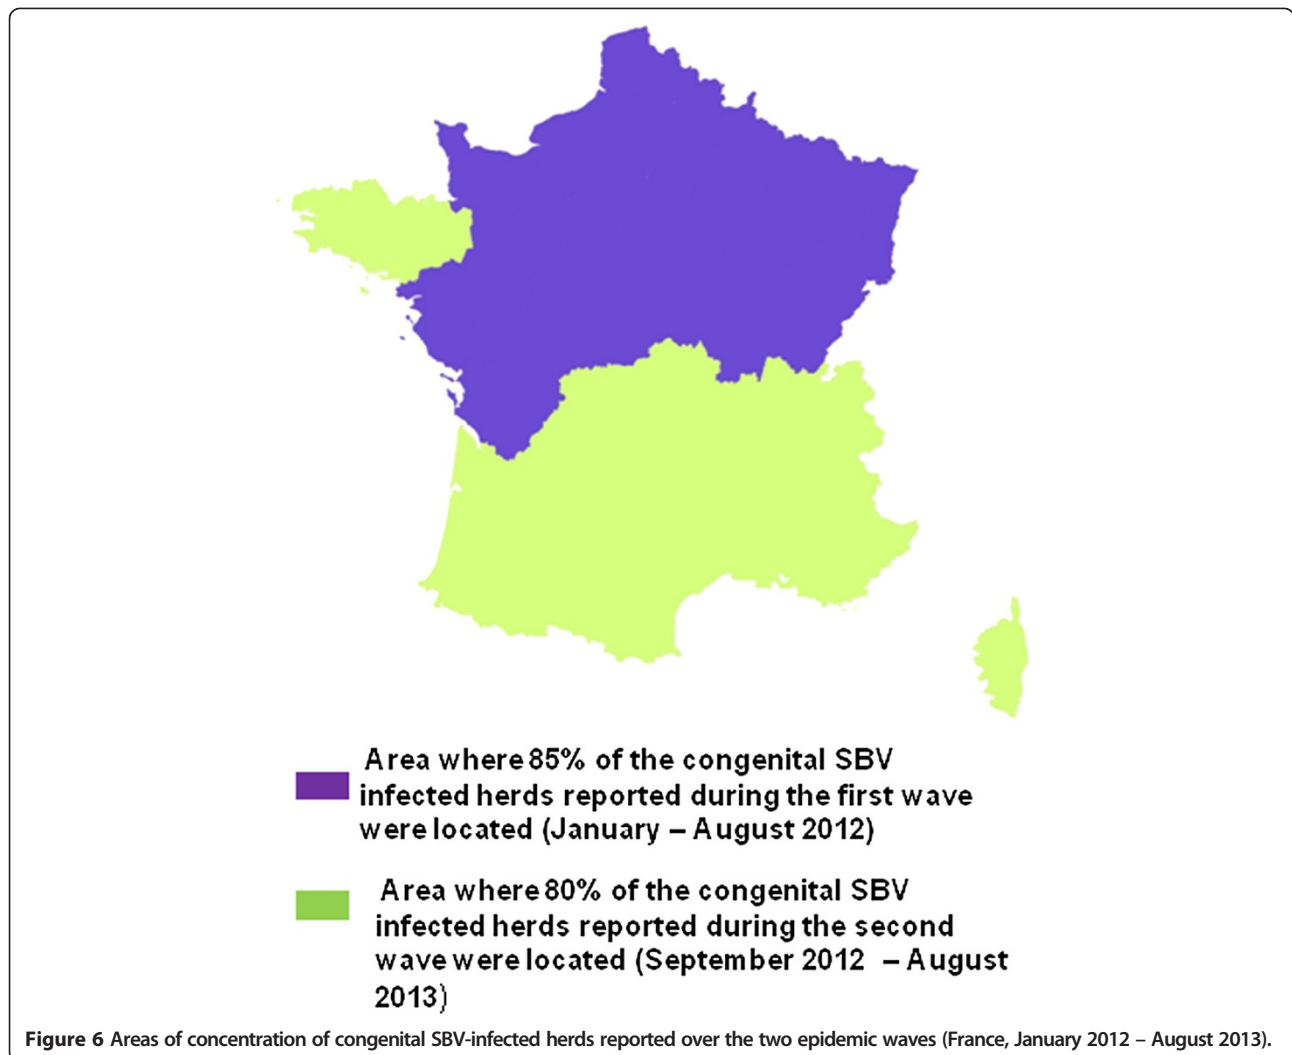 Area where 85% of the congenital SBV
infected herds reported during the first wave
were located (January – August 2012)
Area where 80% of the congenital SBV
infected herds reported during the second
wave were located (September 2012 – August
2013)
Figure 6 Areas of concentration of congenital SBV-infected herds reported over the two epidemic waves (France, January 2012 – August 2013).